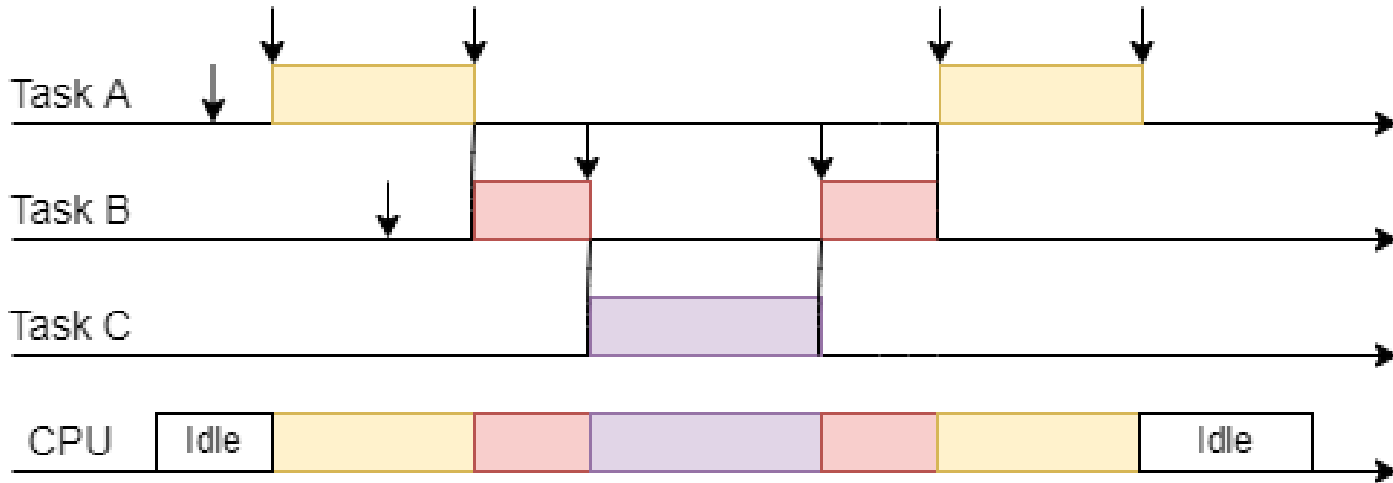 Task A
Task B
Task C
CPU
Idle
Idle